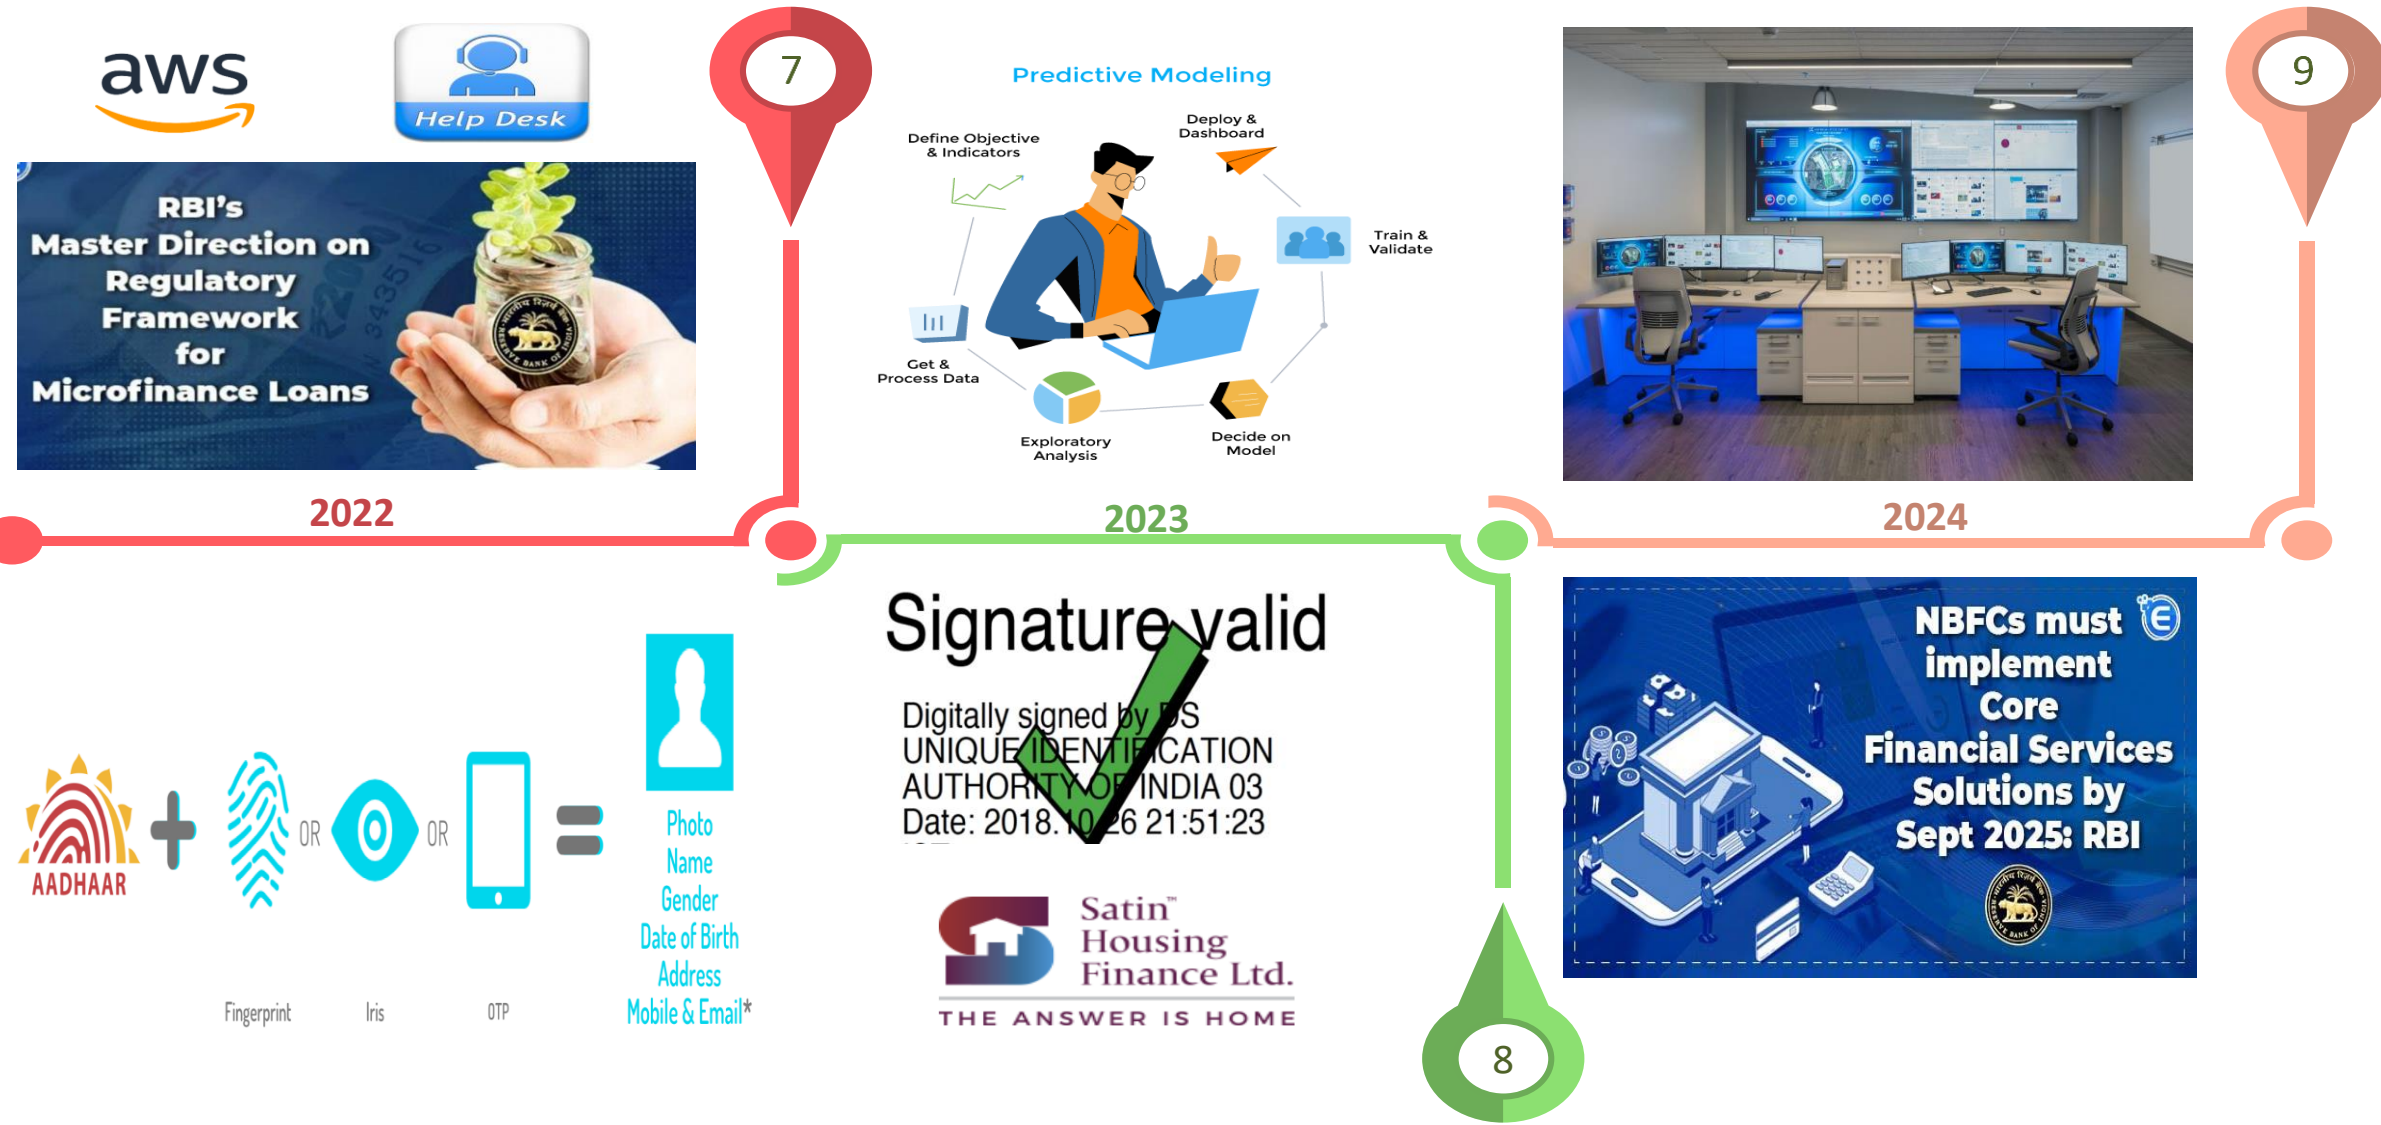 aws
Help Desk
RBI's
Master Direction on
Regulatory
Framework
for
Microfinance Loans
2022
AADHAAR
OR
OR
Fingerprint
Iris
OTP
Photo
Name
Gender
Date of Birth
Address
Mobile & Email*
7
Predictive Modeling
Define Objective
& Indicators
Deploy &
Dashboard
Train &
Validate
Get &
Process Data
Exploratory
Analysis
Decide on
Model
2023
Signature valid
Digitally signed by DS
UNIQUE IDENTIFICATION
AUTHORITY OF INDIA 03
Date: 2018.10.26 21:51:23
Satin™
Housing
Finance Ltd.
THE ANSWER IS HOME
8
2024
NBFCs must
implement
Core
Financial Services
Solutions by
Sept 2025: RBI
9